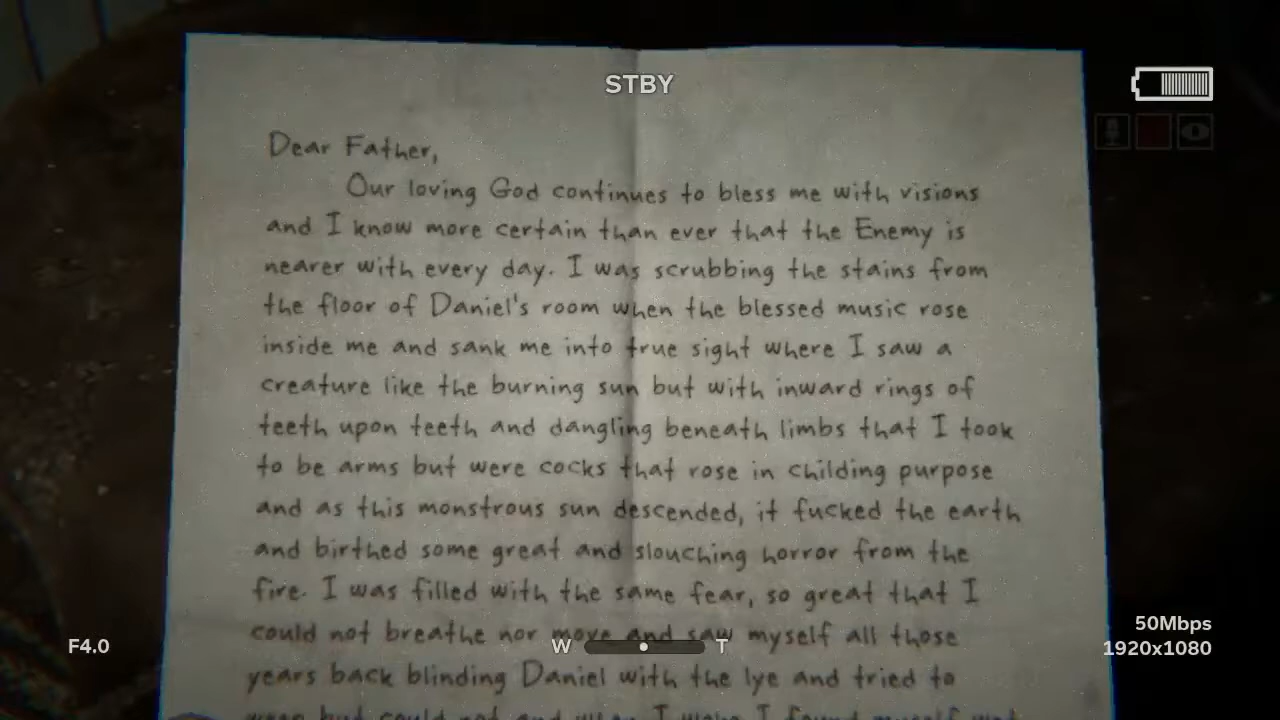 STBY
Dear Father,
Our loving God continues to bless me with visions
and I know more certain than ever that the Enemy is
nearer with every day. I was scrubbing the stains from
the floor of Daniel's room when the blessed music rose
inside me and sank me into true sight where I saw a
creature like the burning sun but with inward rings of
teeth upon teeth and dangling beneath limbs that I took
to be arms but were cocks that rose in childing purpose
and as this monstrous sun descended, it fucked the earth
and birthed some great and slouching horror from the
fire. I was filled with the same fear, so great that I
could not breathe nor move and saw myself all those
years back blinding Daniel with the lye and tried to
F4.0
W T
50Mbps
1920x1080